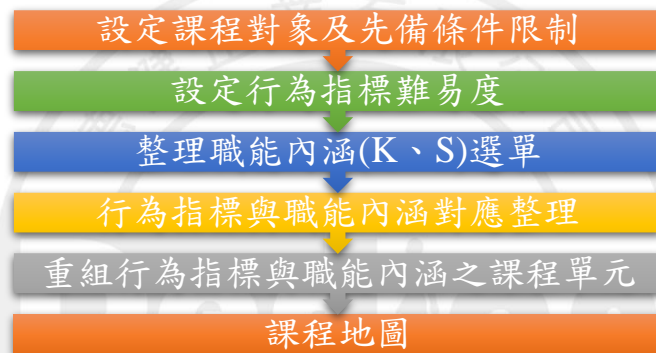 設定課程對象及先備條件限制
設定行為指標難易度
整理職能內涵(K、S)選單
行為指標與職能內涵對應整理
重組行為指標與職能內涵之課程單元
課程地圖